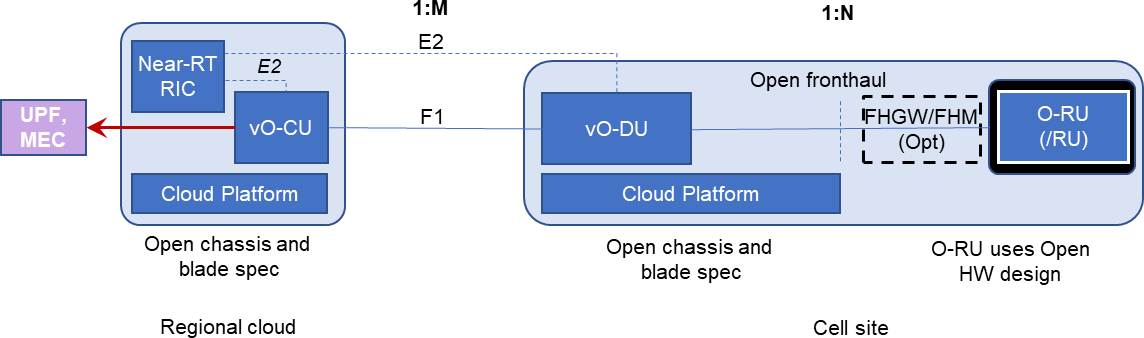 1:M
1:N
E2
Near-RT
RIC
E2
Open fronthaul
UPF,
MEC
vO-CU
F1
vO-DU
FHGW/FHM
(Opt)
O-RU
(/RU)
Cloud Platform
Cloud Platform
Open chassis and
blade spec
Open chassis and
blade spec
O-RU uses Open
HW design
Regional cloud
Cell site